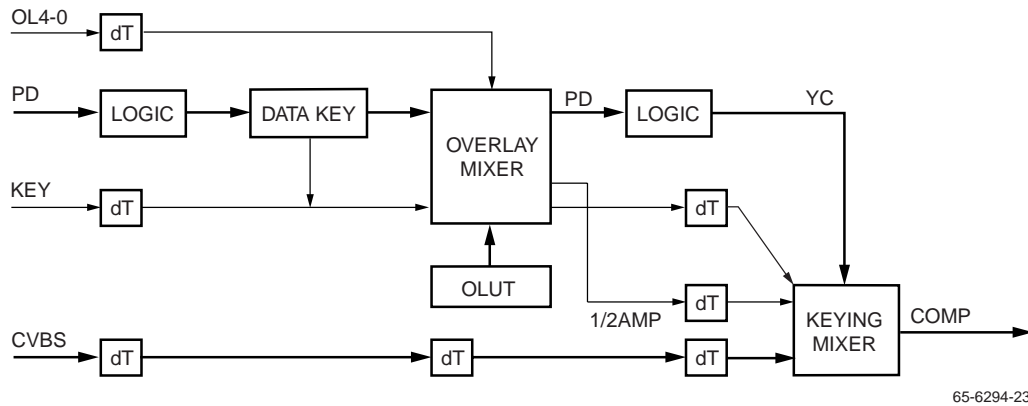 OL4-0
dT
PD
LOGIC
DATA KEY
OVERLAY
MIXER
PD
LOGIC
YC
KEY
dT
dT
OLUT
1/2AMP
dT
KEYING
MIXER
COMP
CVBS
dT
dT
dT
65-6294-23